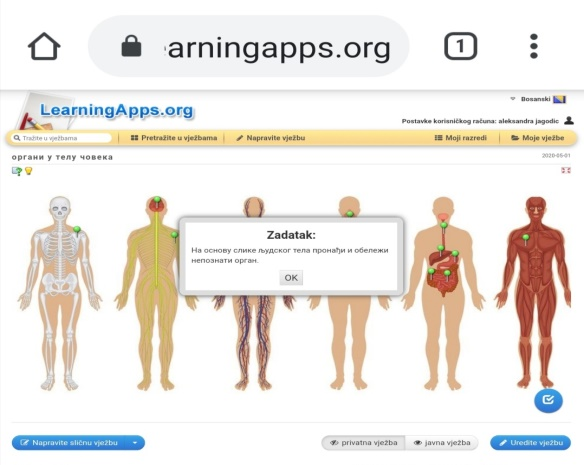 arningapps.org
1
LearningApps.org
Bosanski
Postavke korisničkog računa: aleksandra jagodic
Tražite u vježbama
Pretražite u vježbama
Napravite vježbu
Moji razredi
Moje vježbe
органи у телу човека
2020-05-01
Zadatak:
На основу слике људског тела пронађи и обележи
непознати орган.
OK
Napravite sličnu vježbu
privatna vježba
javna vježba
Uredite vježbu